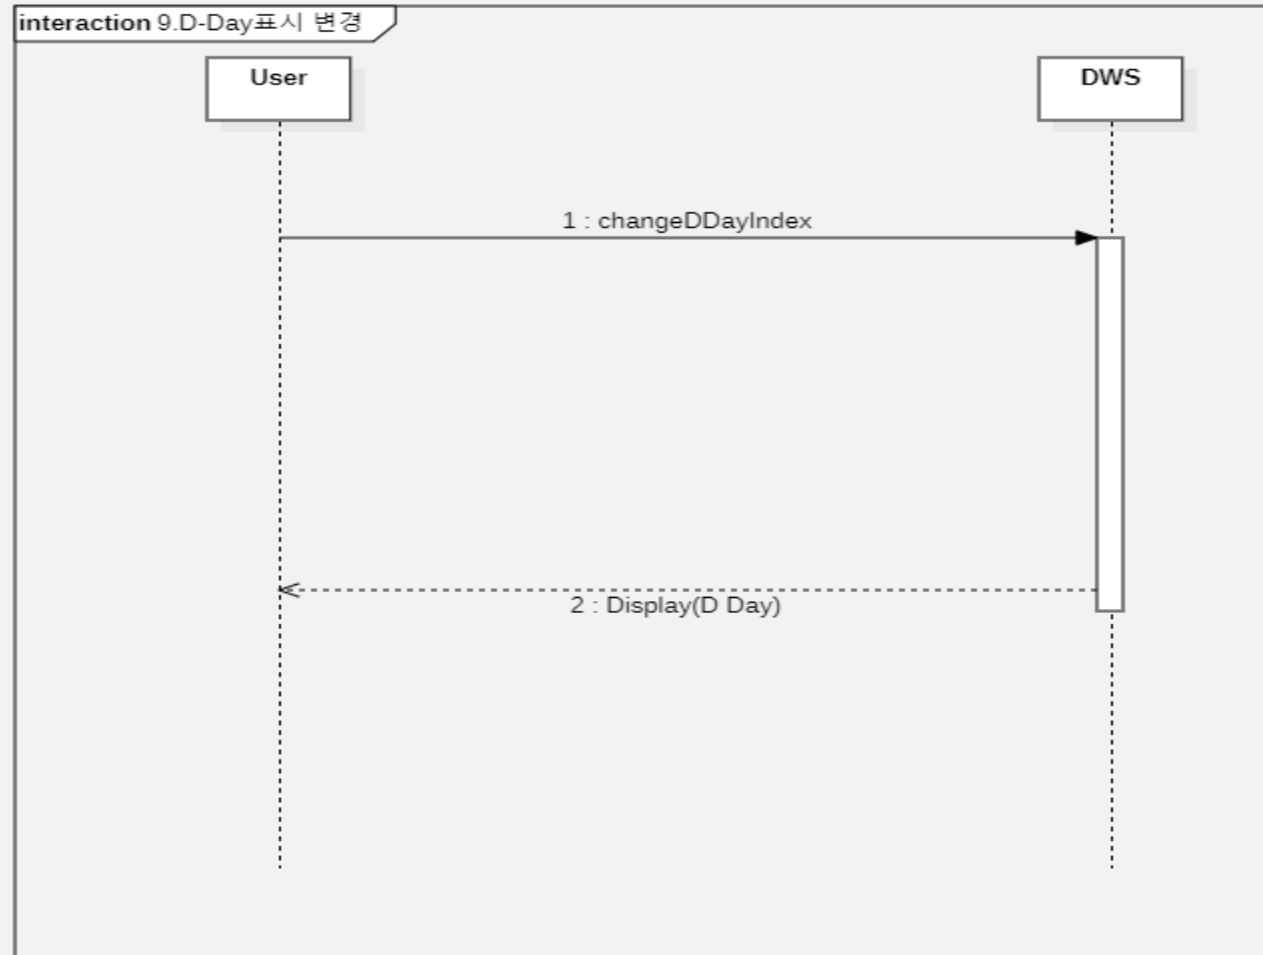 interaction 9.D-Day표시 변경
User
DWS
1 : changeDDayIndex
2 : Display(D Day)